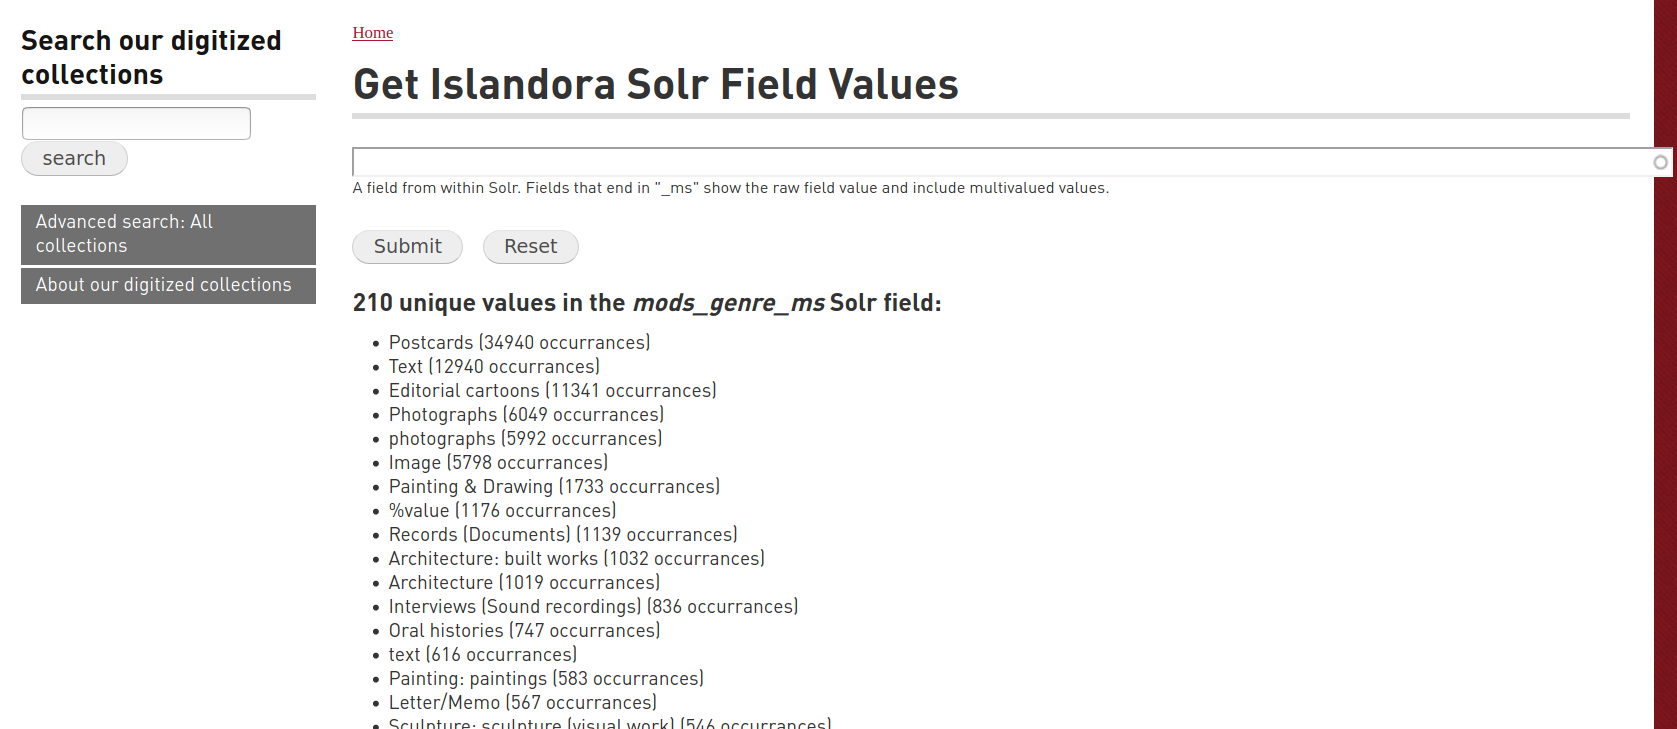 Search our digitized
collections
search
Advanced search: All
collections
About our digitized collections
Home
Get Islandora Solr Field Values
A field from within Solr. Fields that end in "_ms" show the raw field value and include multivalued values.
Submit Reset
210 unique values in the mods_genre_ms Solr field:
• Postcards (34940 occurrances)
• Text (12940 occurrances)
• Editorial cartoons (11341 occurrances)
• Photographs (6049 occurrances)
• photographs (5992 occurrances)
• Image (5798 occurrances)
• Painting & Drawing (1733 occurrances)
• %value (1176 occurrances)
• Records (Documents) (1139 occurrances)
• Architecture: built works (1032 occurrances)
• Architecture (1019 occurrances)
• Interviews (Sound recordings) (836 occurrances)
• Oral histories (747 occurrances)
• text (616 occurrances)
• Painting: paintings (583 occurrances)
• Letter/Memo (567 occurrances)
• Sculpture: sculpture (visual work) (546 occurrances)